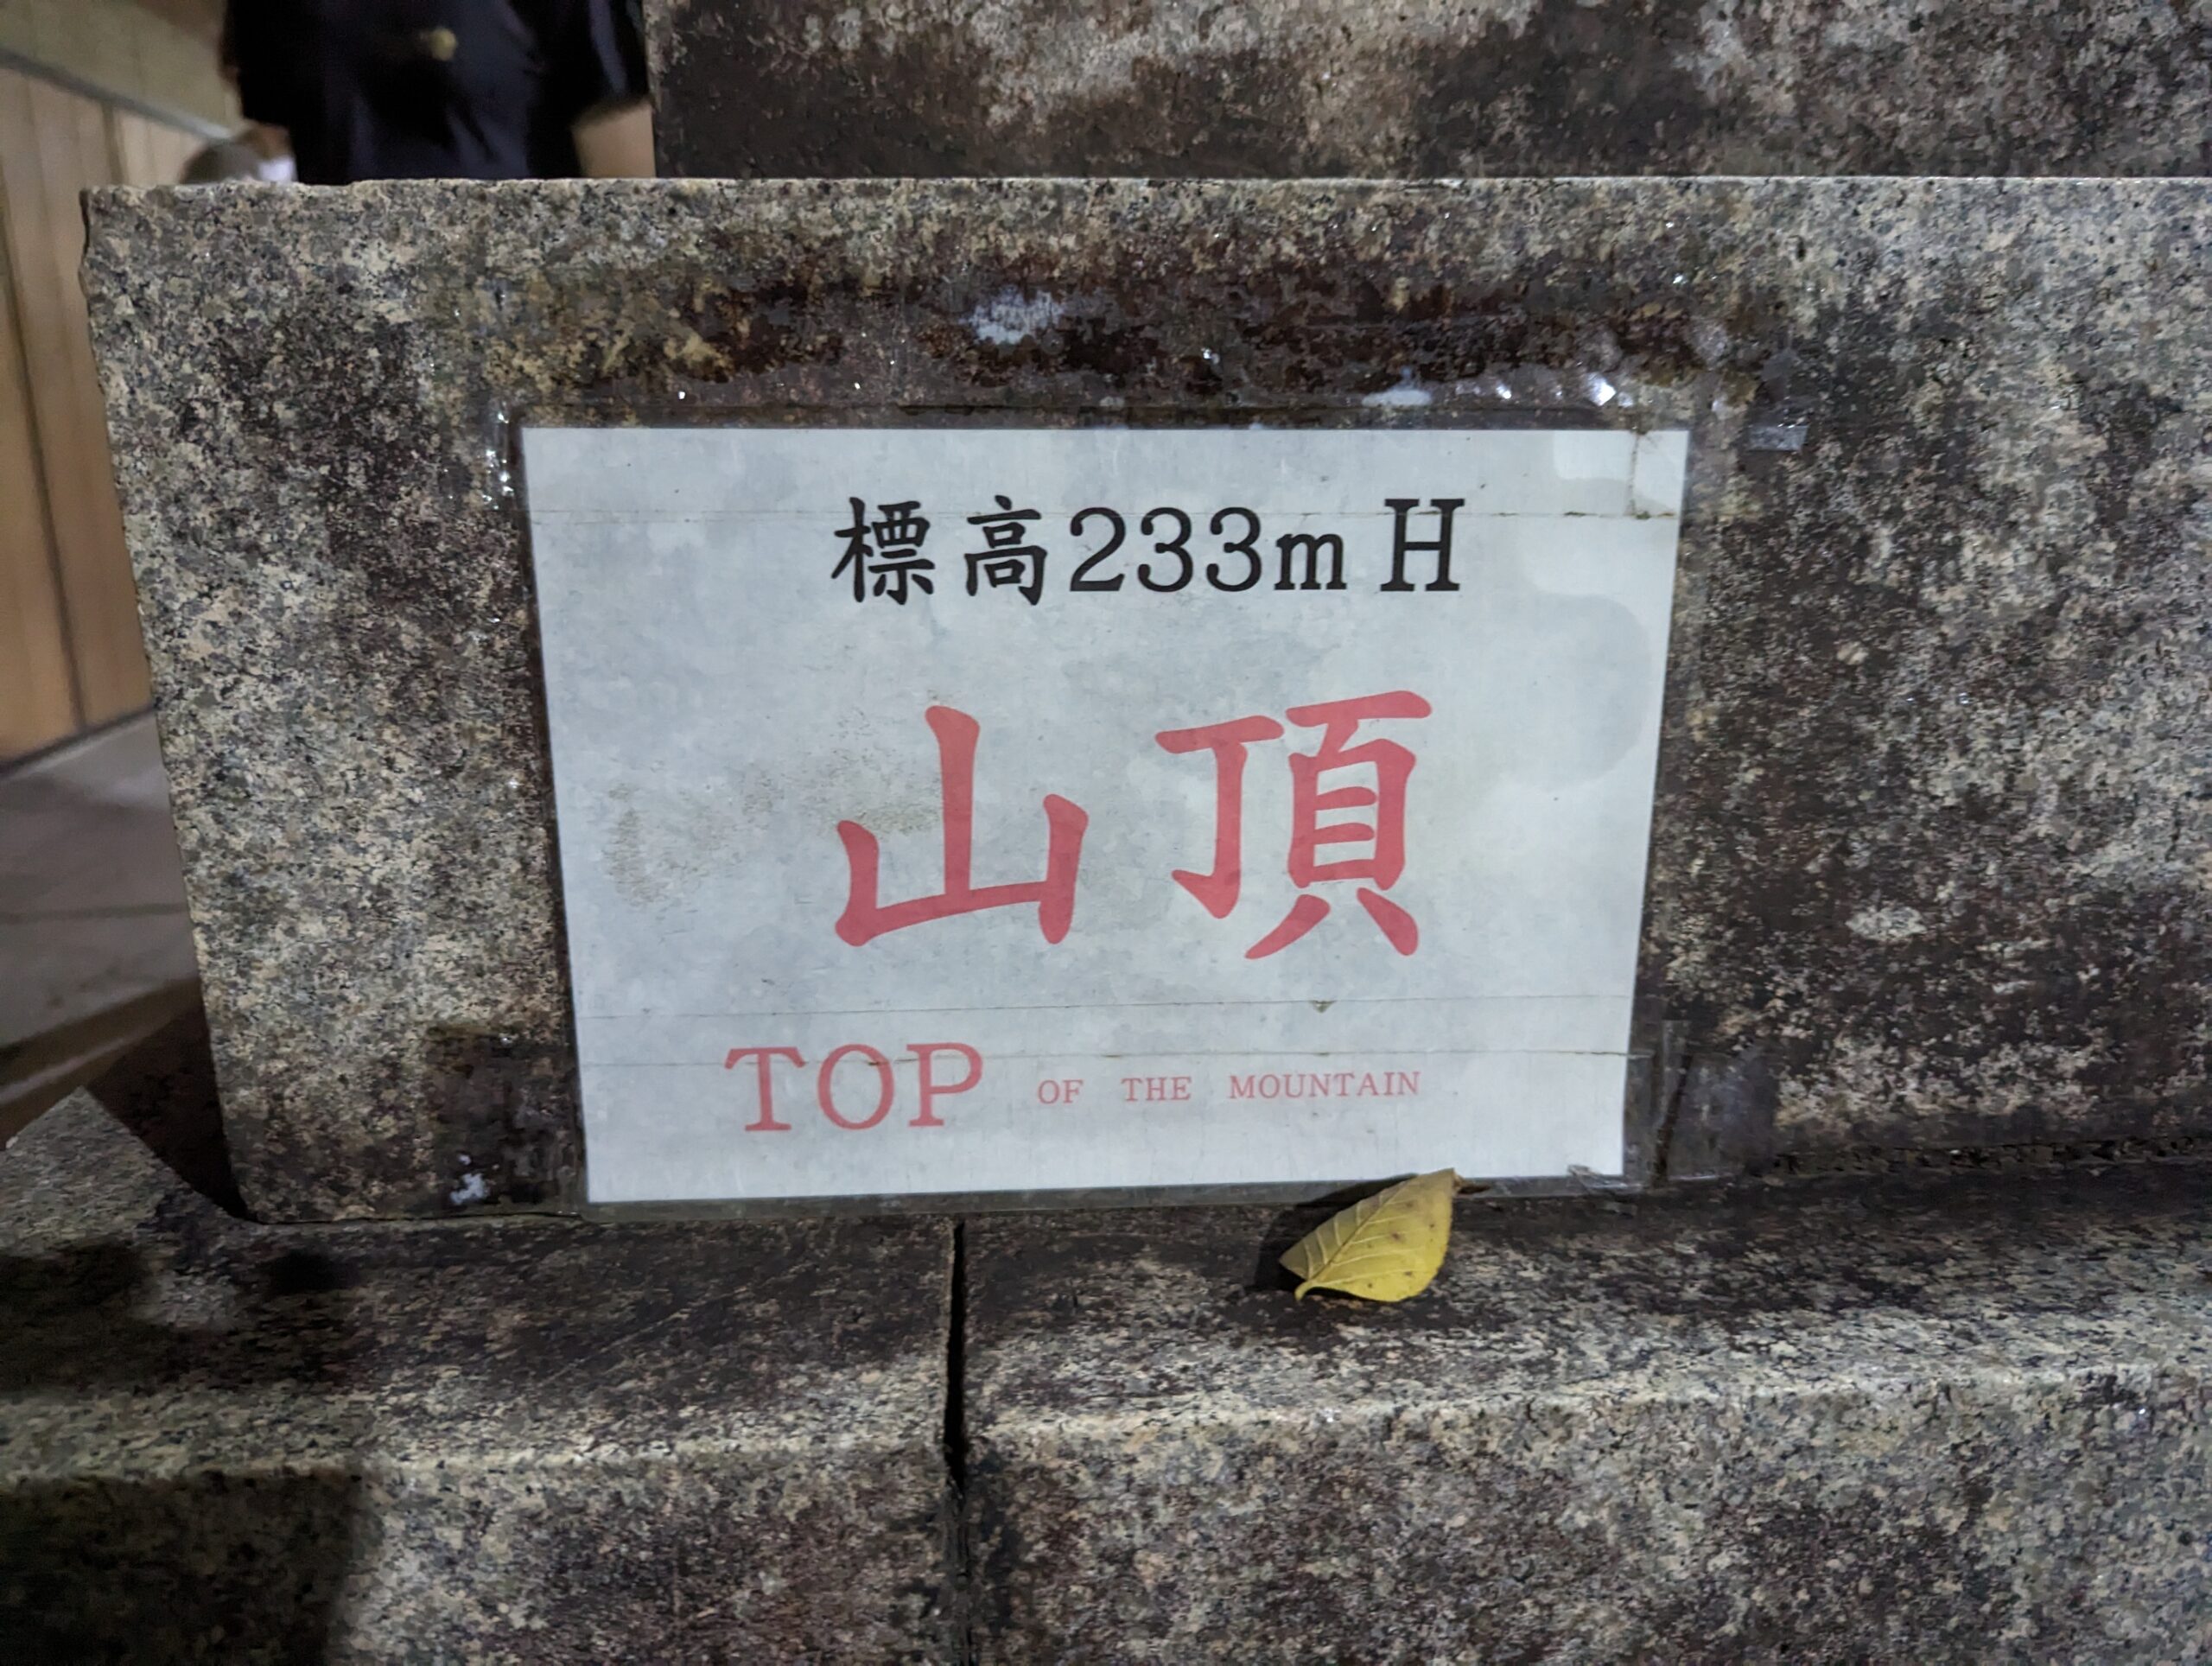 標高233m H
山頂
TOP OF THE MOUNTAIN